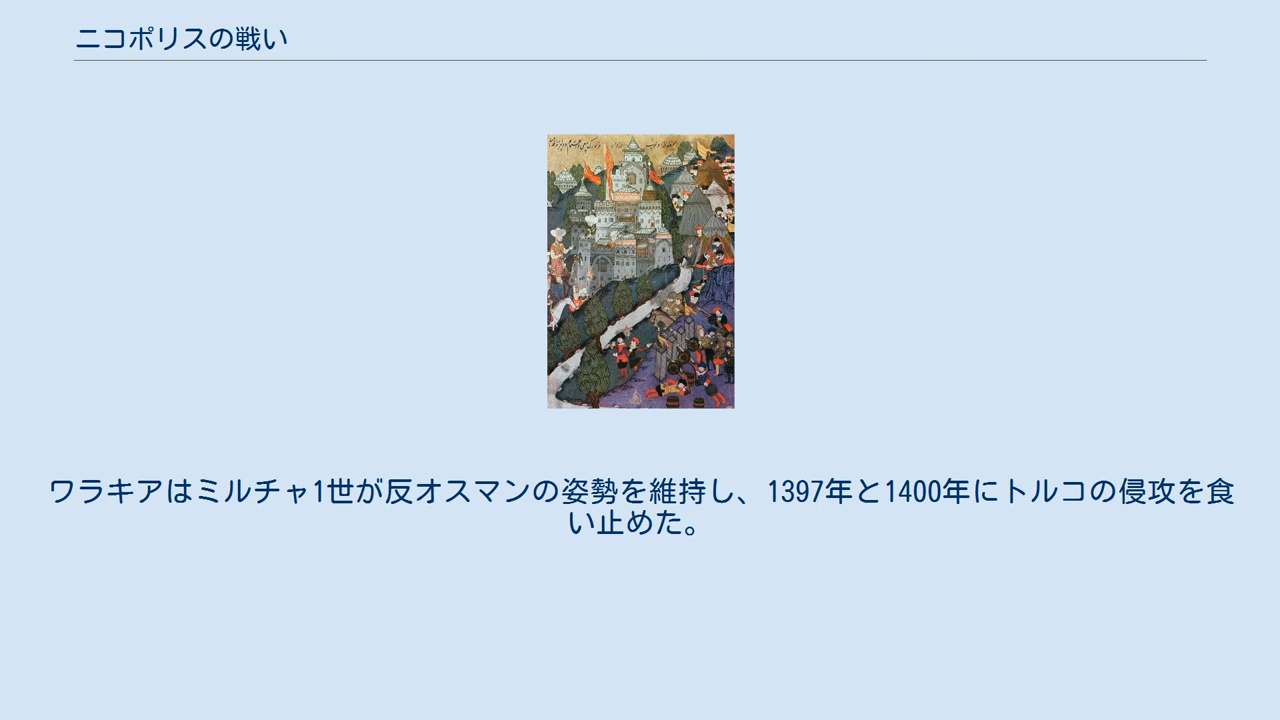 ニコポリスの戦い
ワラキアはミルチャ1世が反オスマンの姿勢を維持し、1397年と1400年にトルコの侵攻を食
い止めた。